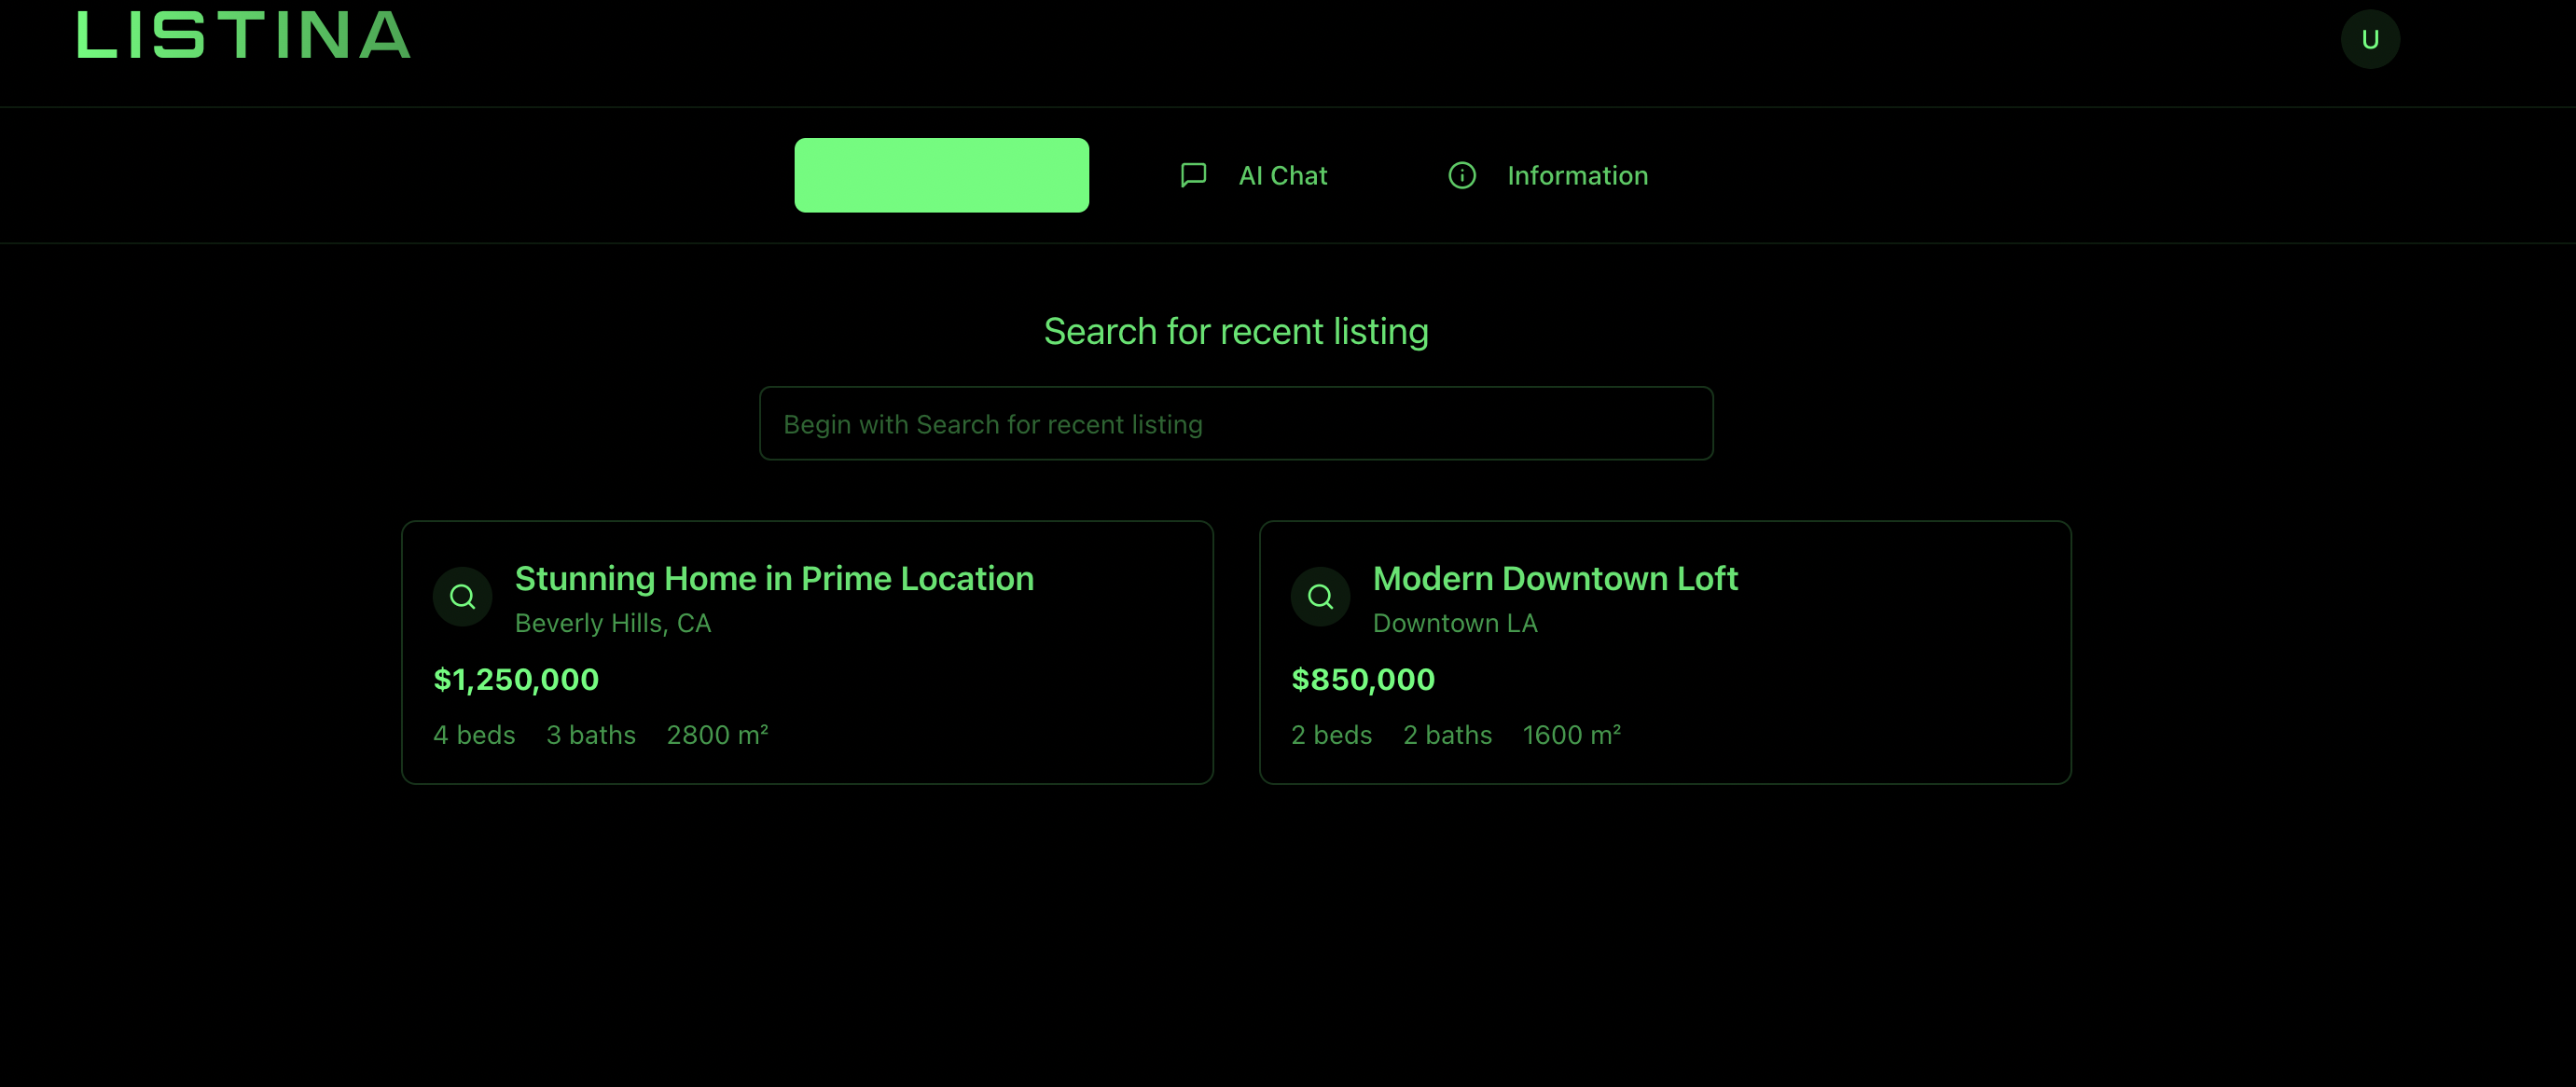 LISTINA
U
AI Chat
Information
Search for recent listing
Begin with Search for recent listing
Stunning Home in Prime Location
Beverly Hills, CA
$1,250,000
4 beds 3 baths 2800 m²
Modern Downtown Loft
Downtown LA
$850,000
2 beds 2 baths 1600 m²